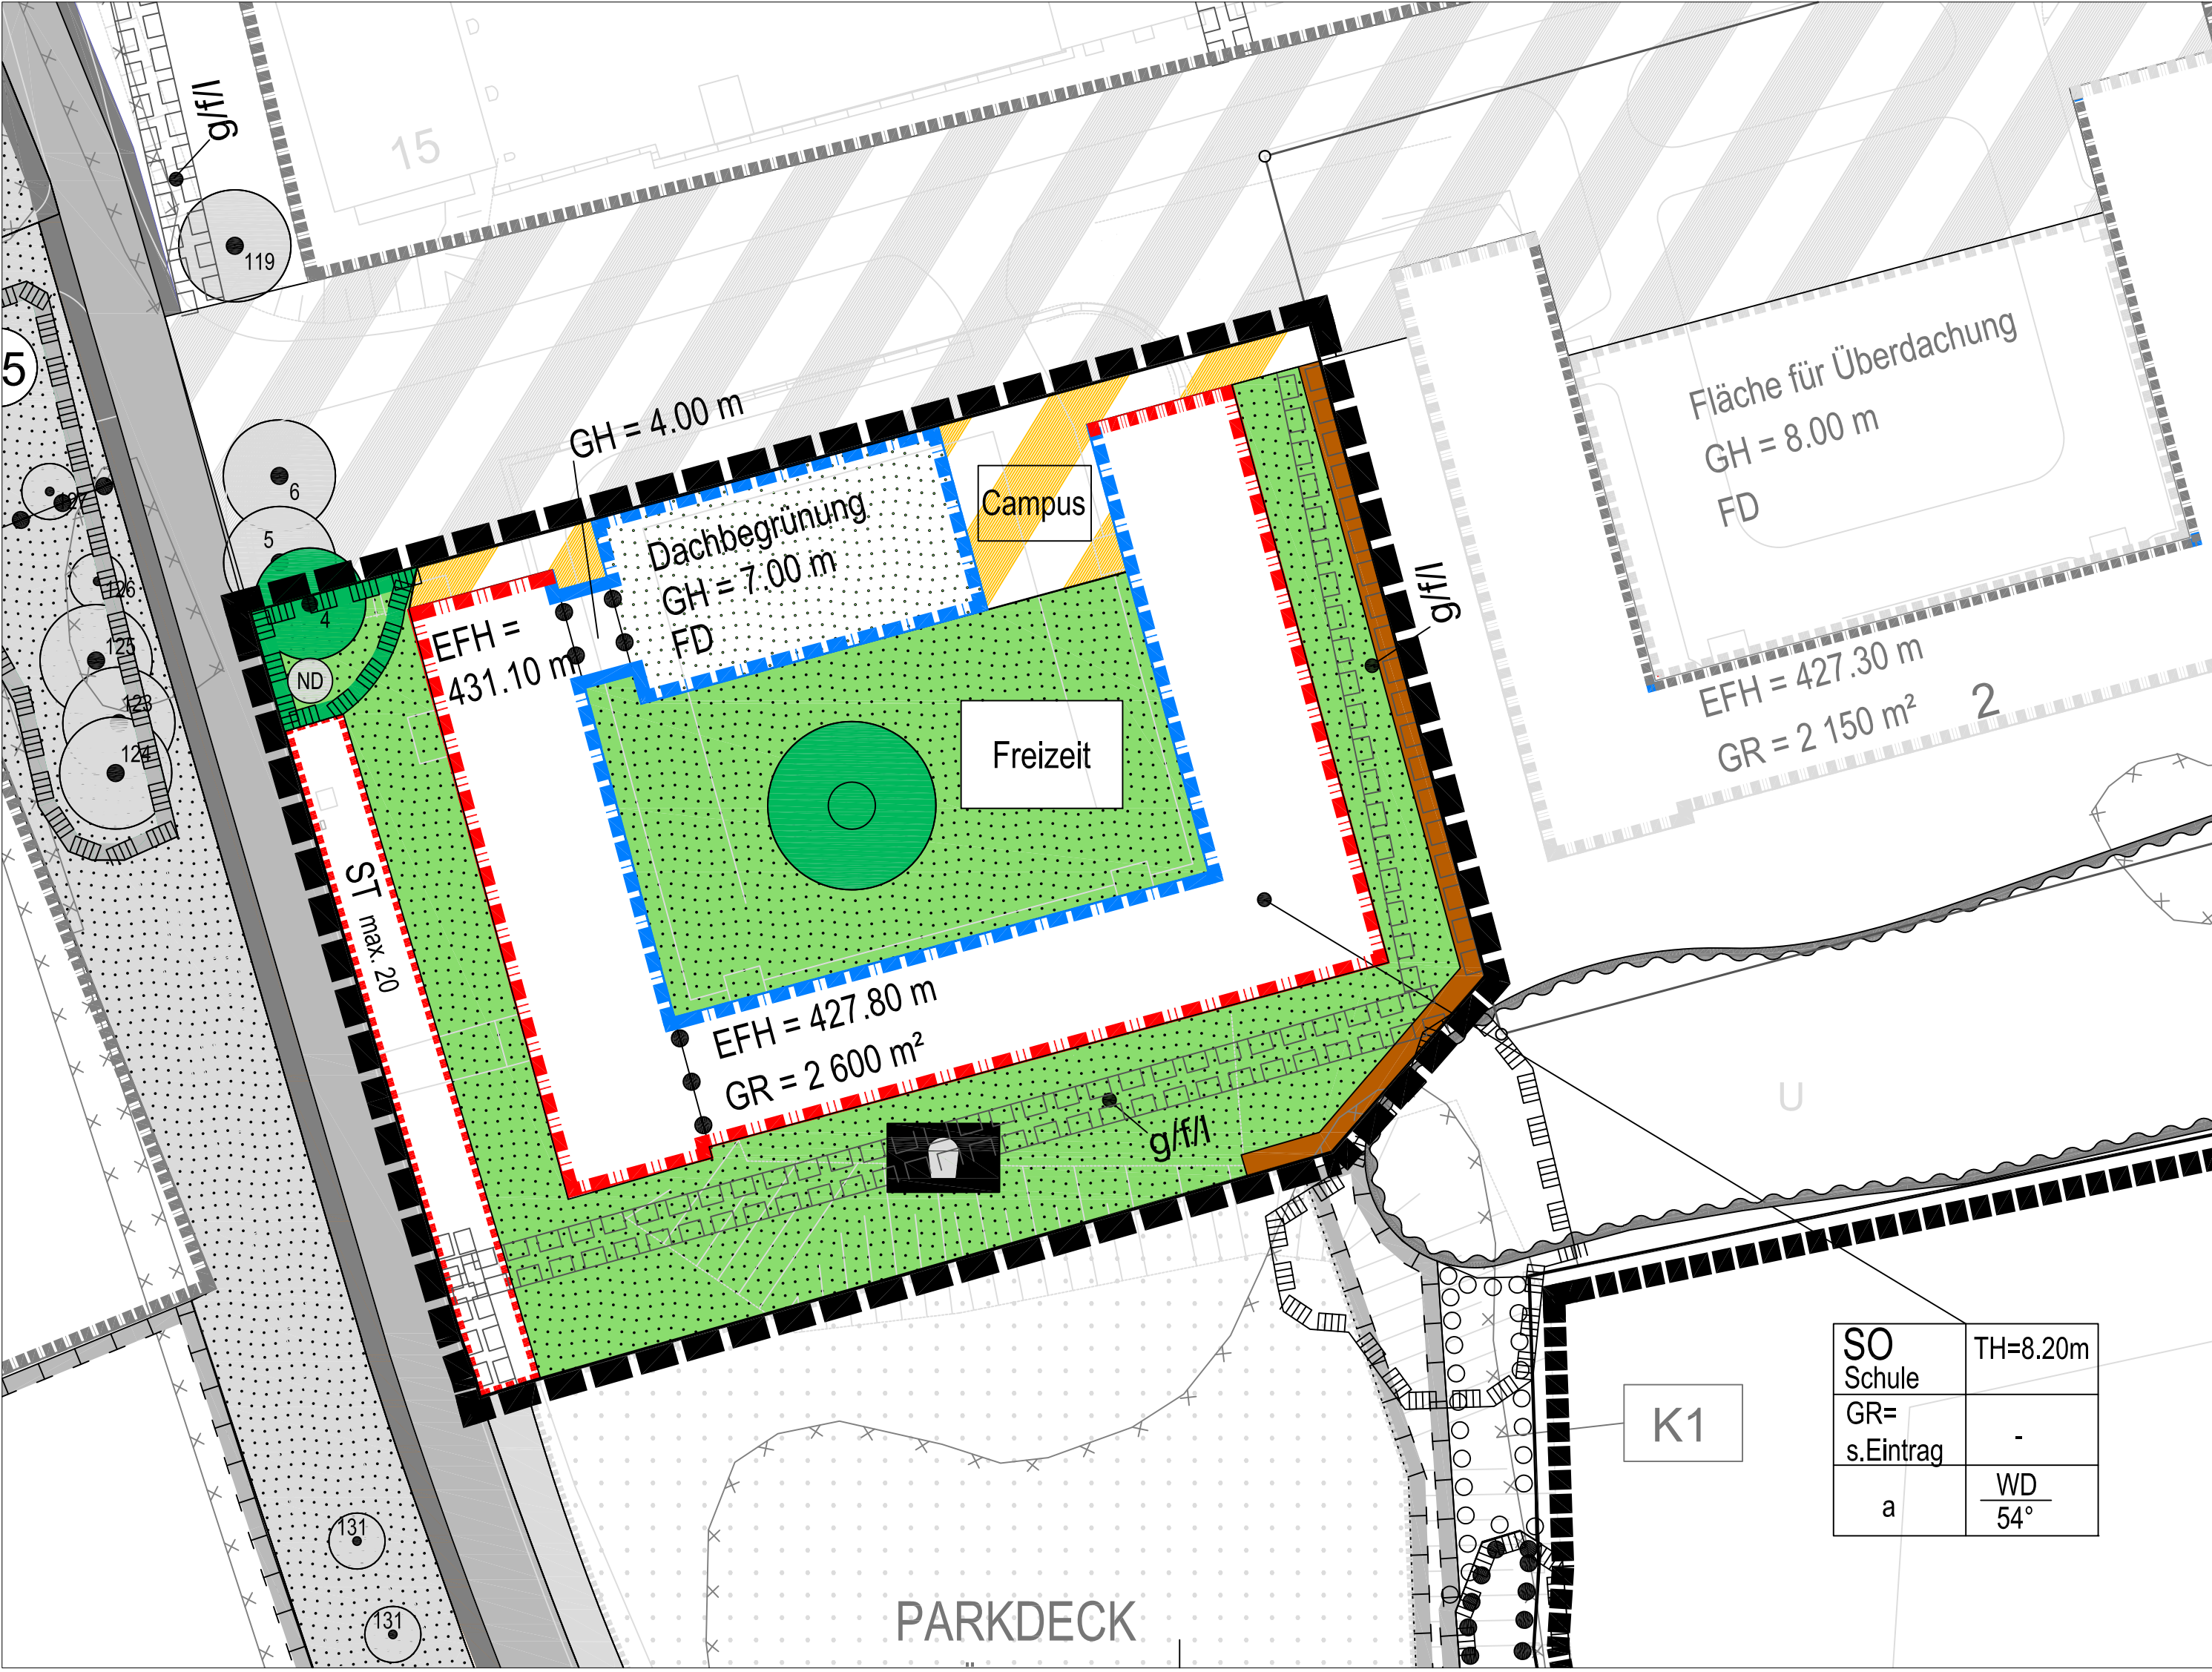 g/f/l
15
D
D
D
119
5
6
5
4
ND
127
126
125
123
124
GH = 4.00 m
Dachbegrünung
GH = 7.00 m
FD
Campus
EFH =
431.10 m
Freizeit
g/f/l
Fläche für Überdachung
GH = 8.00 m
FD
EFH = 427.30 m
GR = 2 150 m²
2
ST max. 20
EFH = 427.80 m
GR = 2 600 m²
g/f/l
U
K1
SO
Schule
TH=8.20m
GR=
s.Eintrag
-
a
WD
54°
131
131
PARKDECK